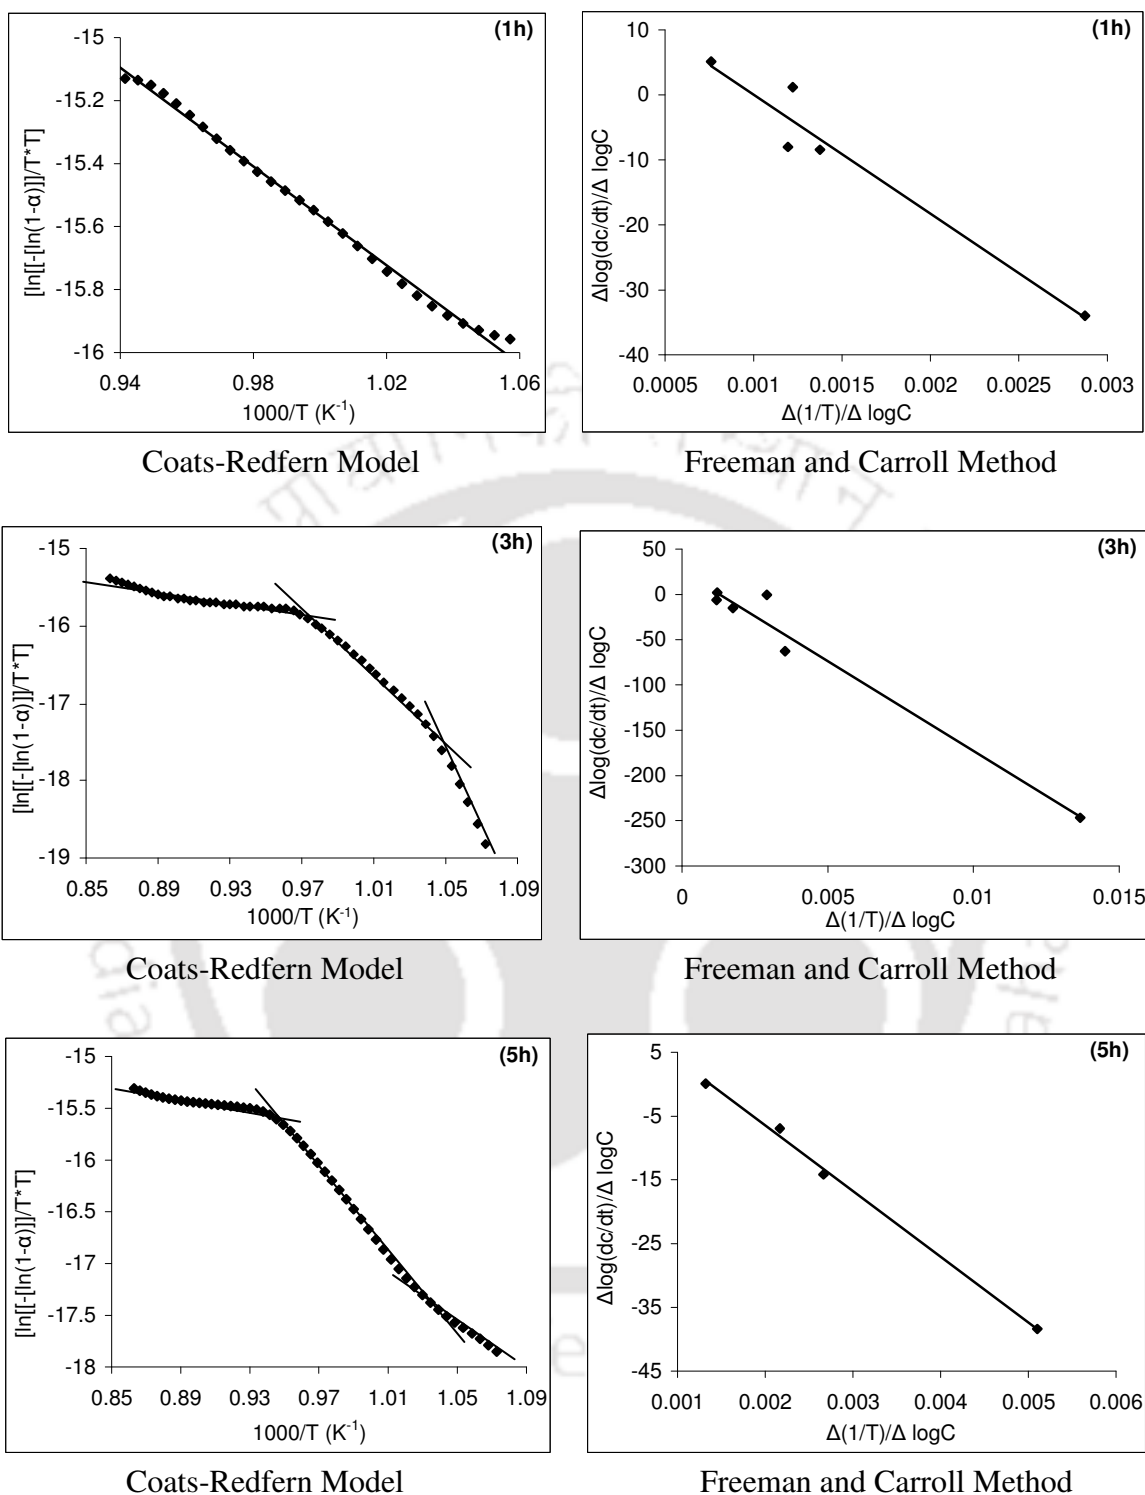 (1h)
-15
-15.2
-15.4
-15.6
-15.8
-16
[ln[[-[ln(1-α)]]/T*T]
0.94 0.98 1.02 1.06
1000/T (K-1)
(1h)
10
0
-10
-20
-30
-40
Δlog(dc/dt)/Δ logC
0.0005 0.001 0.0015 0.002 0.0025 0.003
Δ(1/T)/Δ logC
Coats-Redfern Model
Freeman and Carroll Method
(3h)
-15
-16
-17
-18
-19
[ln[[-[ln(1-α)]]/T*T]
0.85 0.89 0.93 0.97 1.01 1.05 1.09
1000/T (K-1)
(3h)
50
0
-50
-100
-150
-200
-250
-300
Δlog(dc/dt)/Δ logC
0 0.005 0.01 0.015
Δ(1/T)/Δ logC
Coats-Redfern Model
Freeman and Carroll Method
(5h)
-15
-15.5
-16
-16.5
-17
-17.5
-18
[ln[[-[ln(1-α)]]/T*T]
0.85 0.89 0.93 0.97 1.01 1.05 1.09
1000/T (K-1)
(5h)
5
-5
-15
-25
-35
-45
Δlog(dc/dt)/Δ logC
0.001 0.002 0.003 0.004 0.005 0.006
Δ(1/T)/Δ logC
Coats-Redfern Model
Freeman and Carroll Method